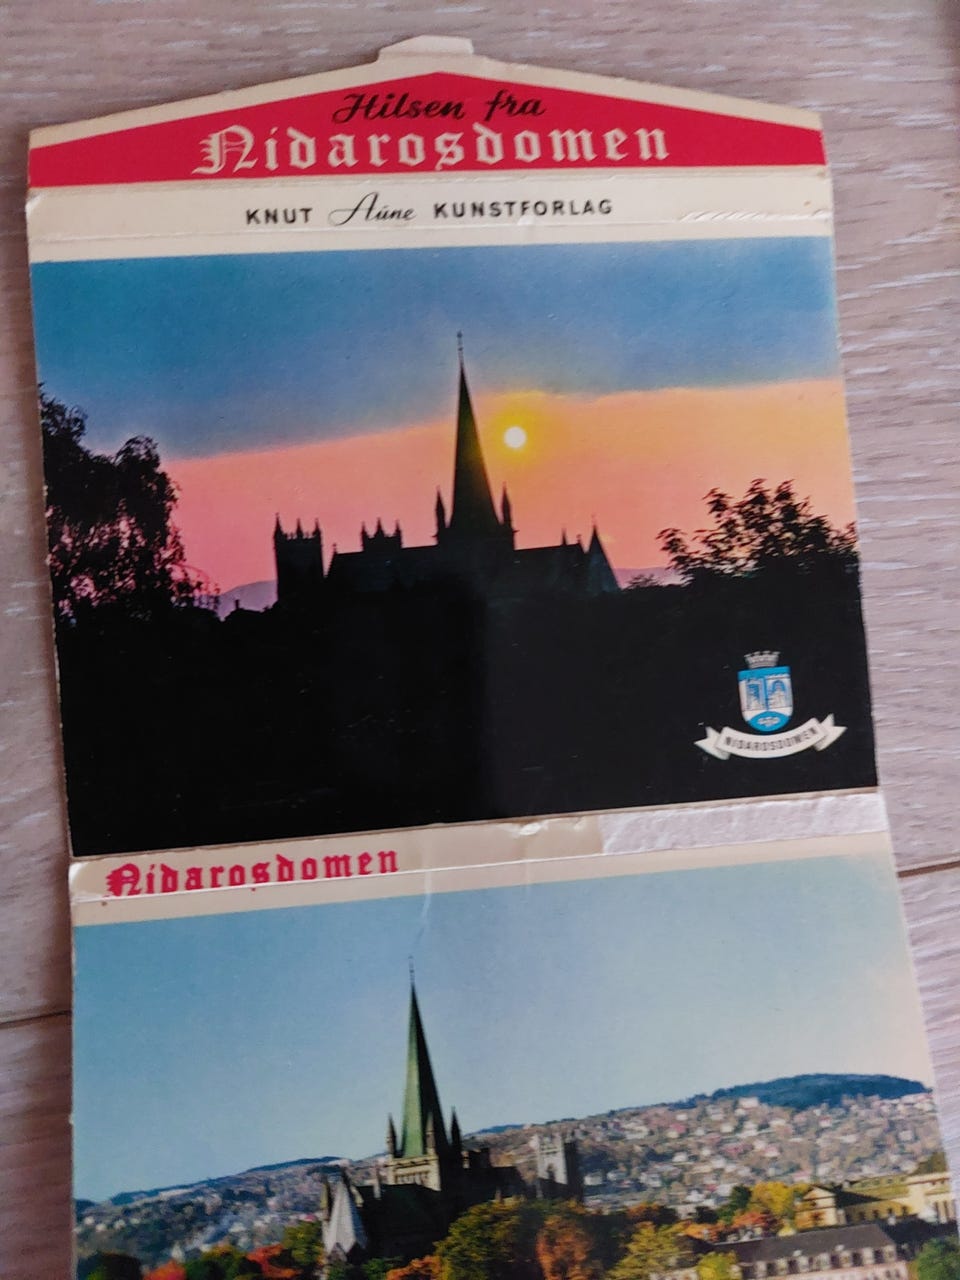 Hilsen fra
Nidarosdomen
KNUT Aune KUNSTFORLAG
NIDAROSDOMEN
Nidarosdomen